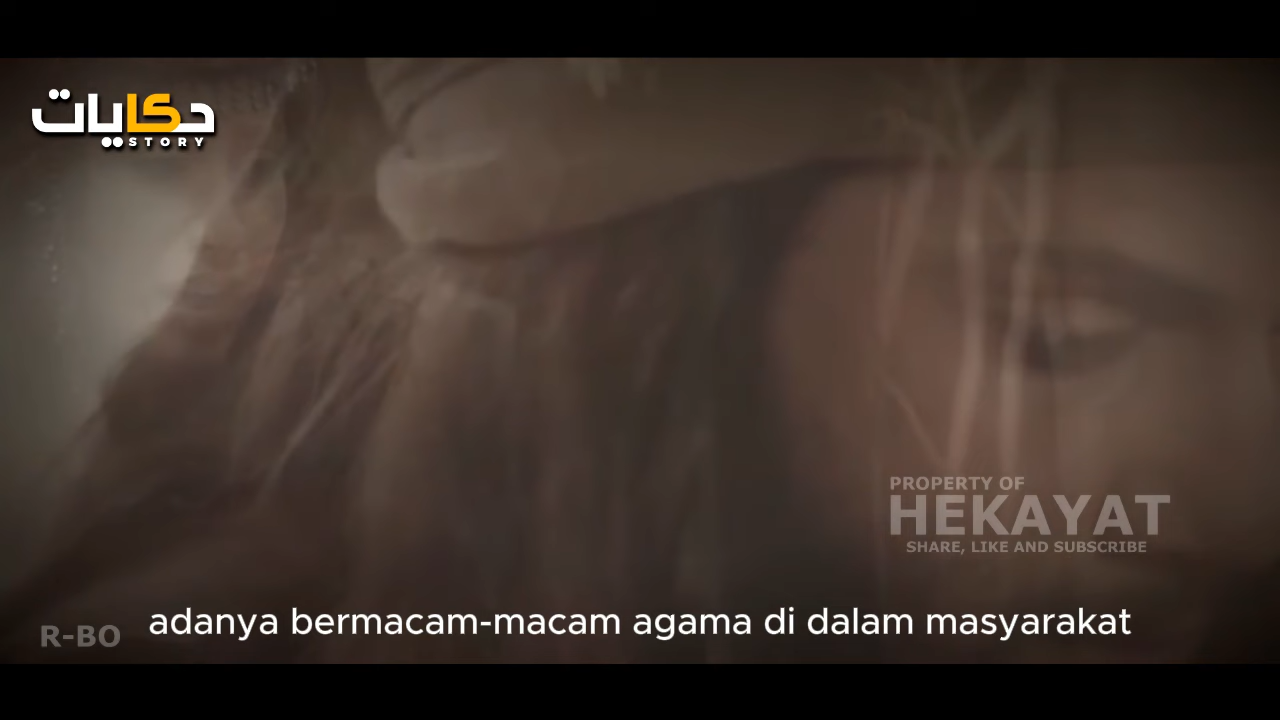 حكايات
STORY
PROPERTY OF
HEKAYAT
SHARE, LIKE AND SUBSCRIBE
R-BO
adanya bermacam-macam agama di dalam masyarakat